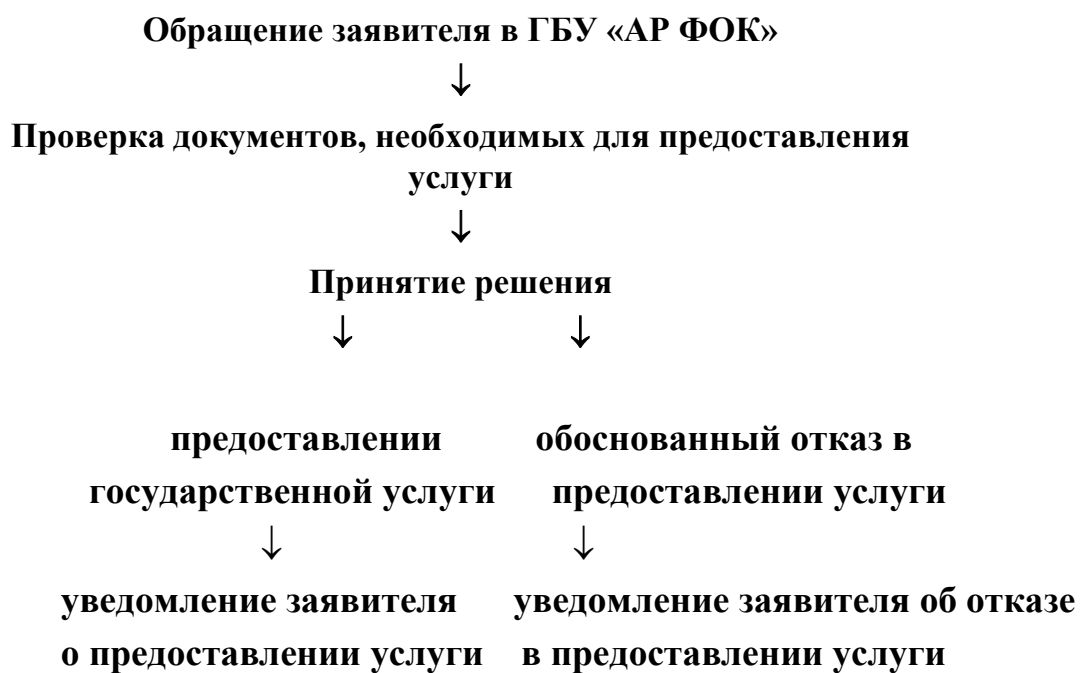 Обращение заявителя в ГБУ «АР ФОК»
↓
Проверка документов, необходимых для предоставления
услуги
↓
Принятие решения
↓ ↓
предоставлении обоснованный отказ в
государственной услуги предоставлении услуги
↓ ↓
уведомление заявителя уведомление заявителя об отказе
о предоставлении услуги в предоставлении услуги